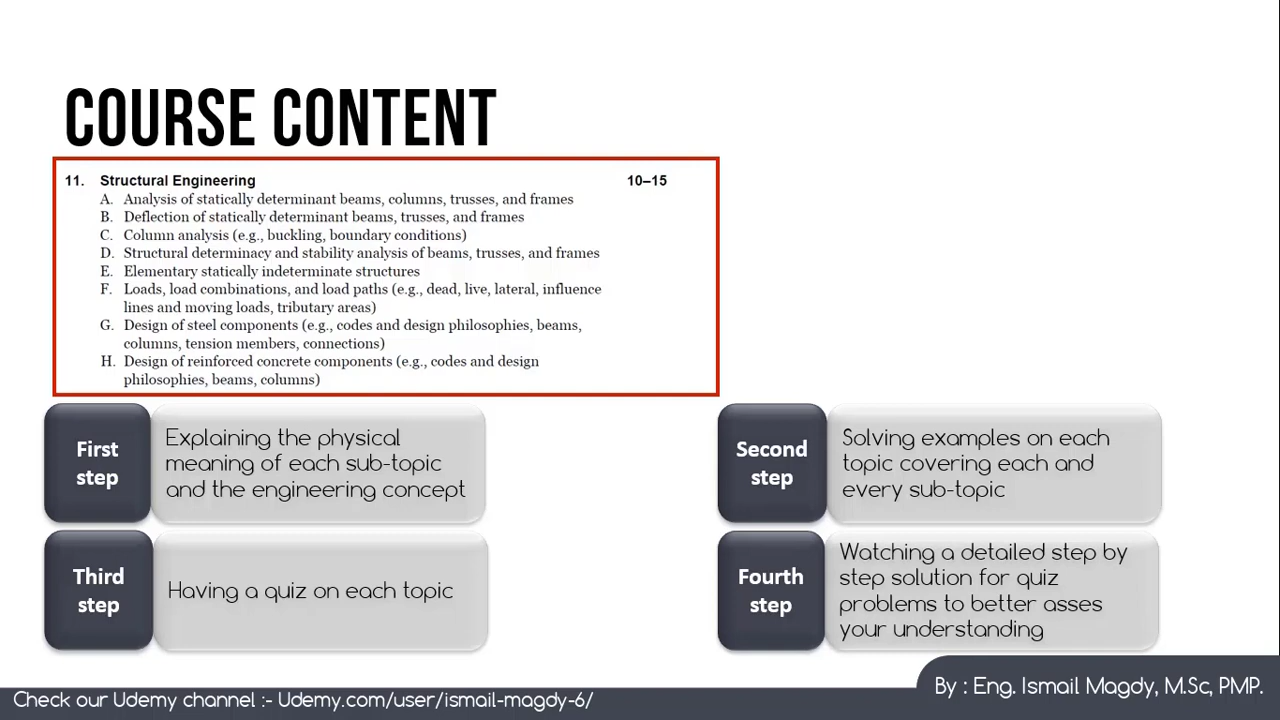 COURSE CONTENT
11. Structural Engineering 10–15
A. Analysis of statically determinant beams, columns, trusses, and frames
B. Deflection of statically determinant beams, trusses, and frames
C. Column analysis (e.g., buckling, boundary conditions)
D. Structural determinacy and stability analysis of beams, trusses, and frames
E. Elementary statically indeterminate structures
F. Loads, load combinations, and load paths (e.g., dead, live, lateral, influence
lines and moving loads, tributary areas)
G. Design of steel components (e.g., codes and design philosophies, beams,
columns, tension members, connections)
H. Design of reinforced concrete components (e.g., codes and design
philosophies, beams, columns)
First
step
Explaining the physical
meaning of each sub-topic
and the engineering concept
Second
step
Solving examples on each
topic covering each and
every sub-topic
Third
step
Having a quiz on each topic
Fourth
step
Watching a detailed step by
step solution for quiz
problems to better asses
your understanding
By : Eng. Ismail Magdy, M.Sc, PMP.
Check our Udemy channel :- Udemy.com/user/ismail-magdy-6/